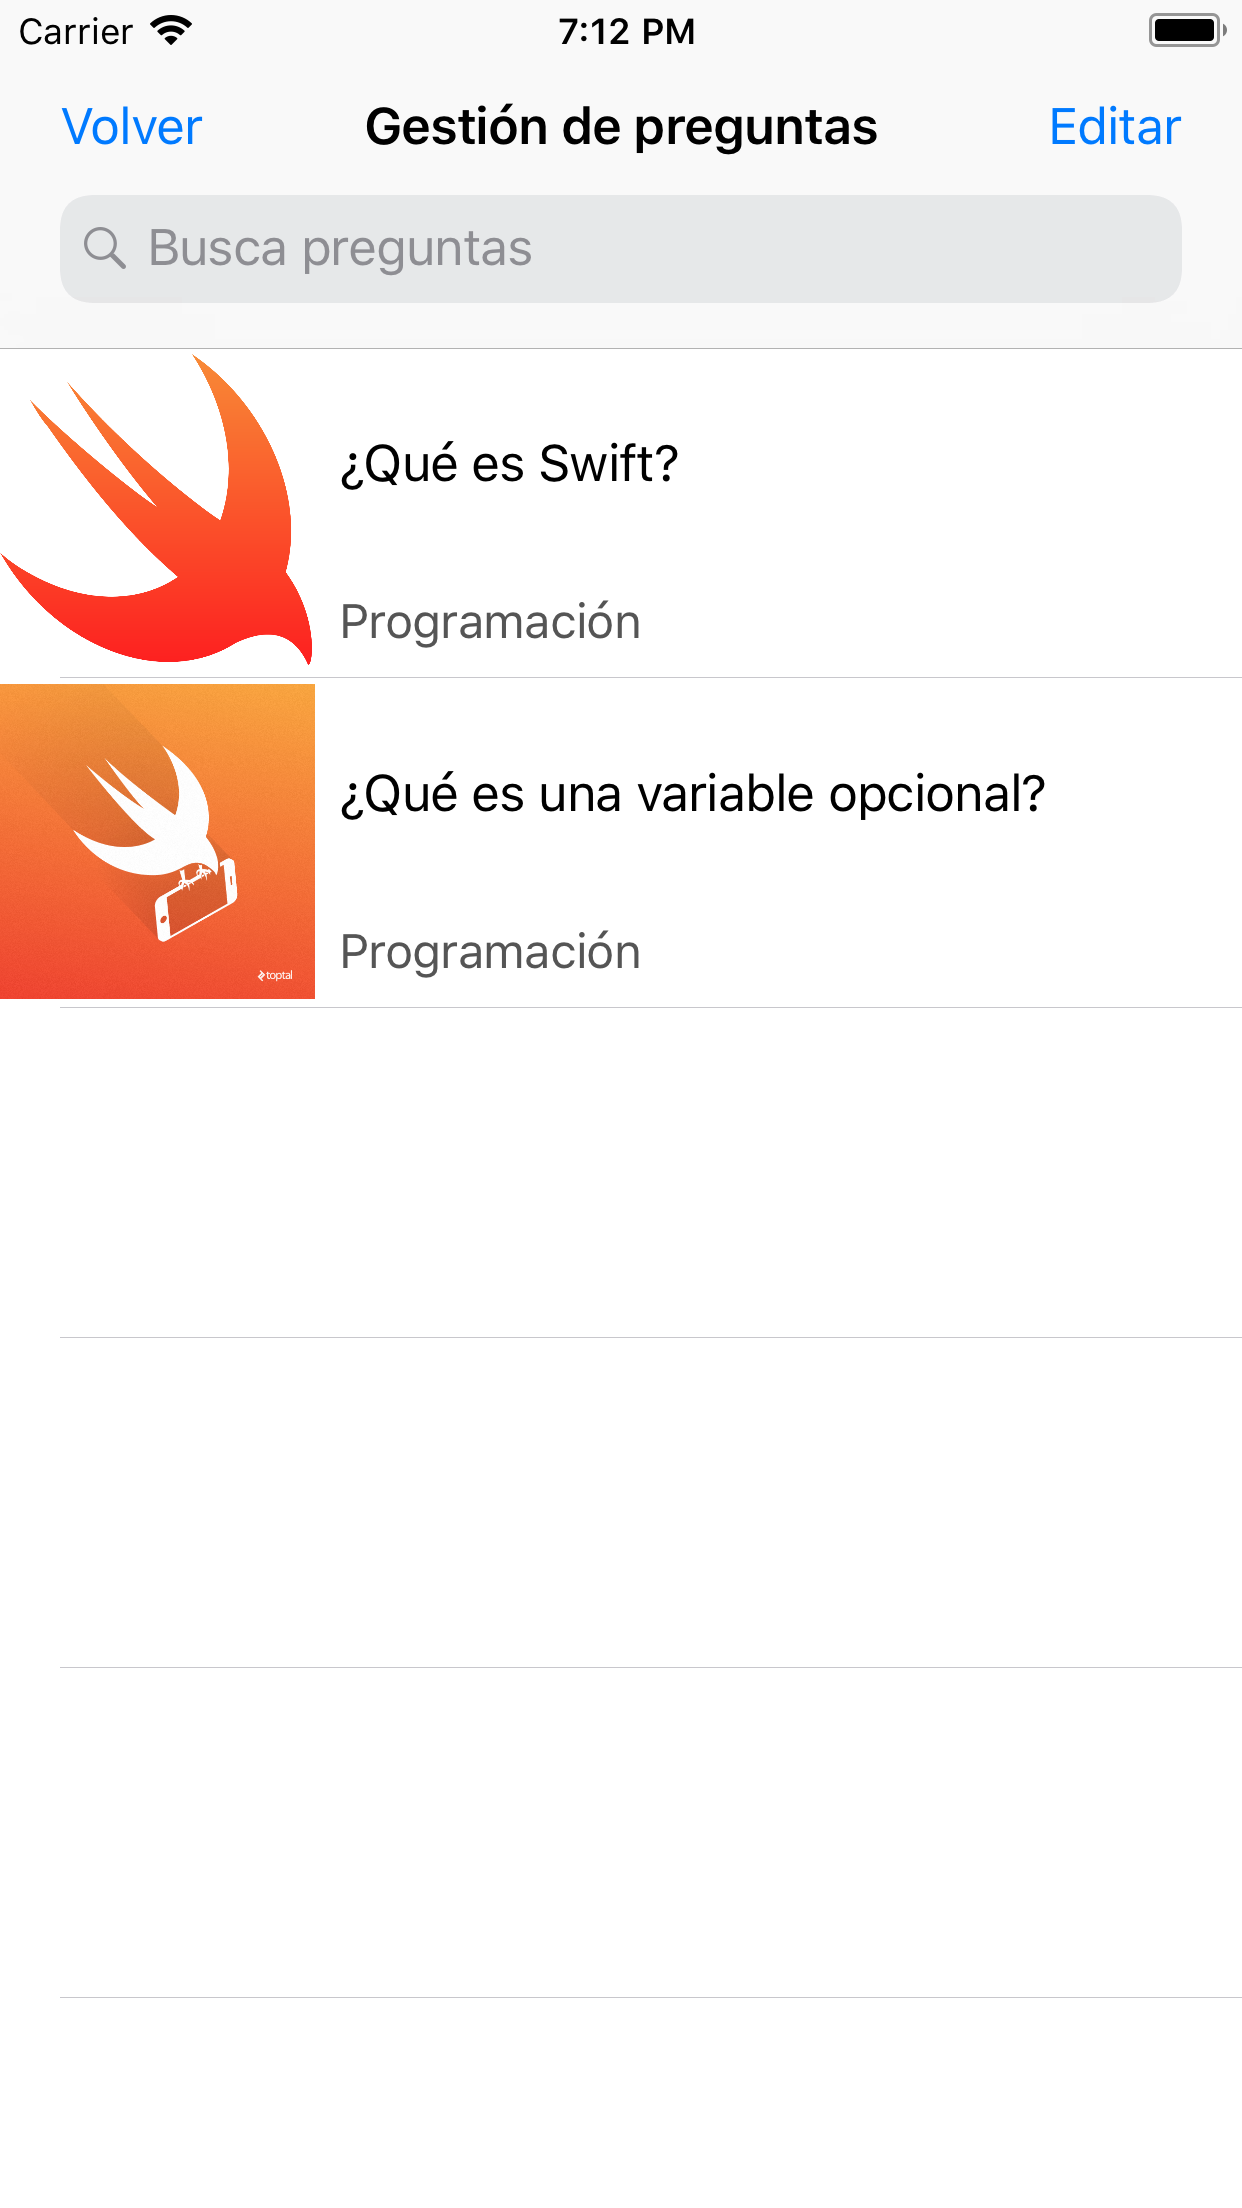 Carrier 7:12 PM
Volver Gestión de preguntas Editar
Busca preguntas
¿Qué es Swift?
Programación
¿Qué es una variable opcional?
Programación
toptal